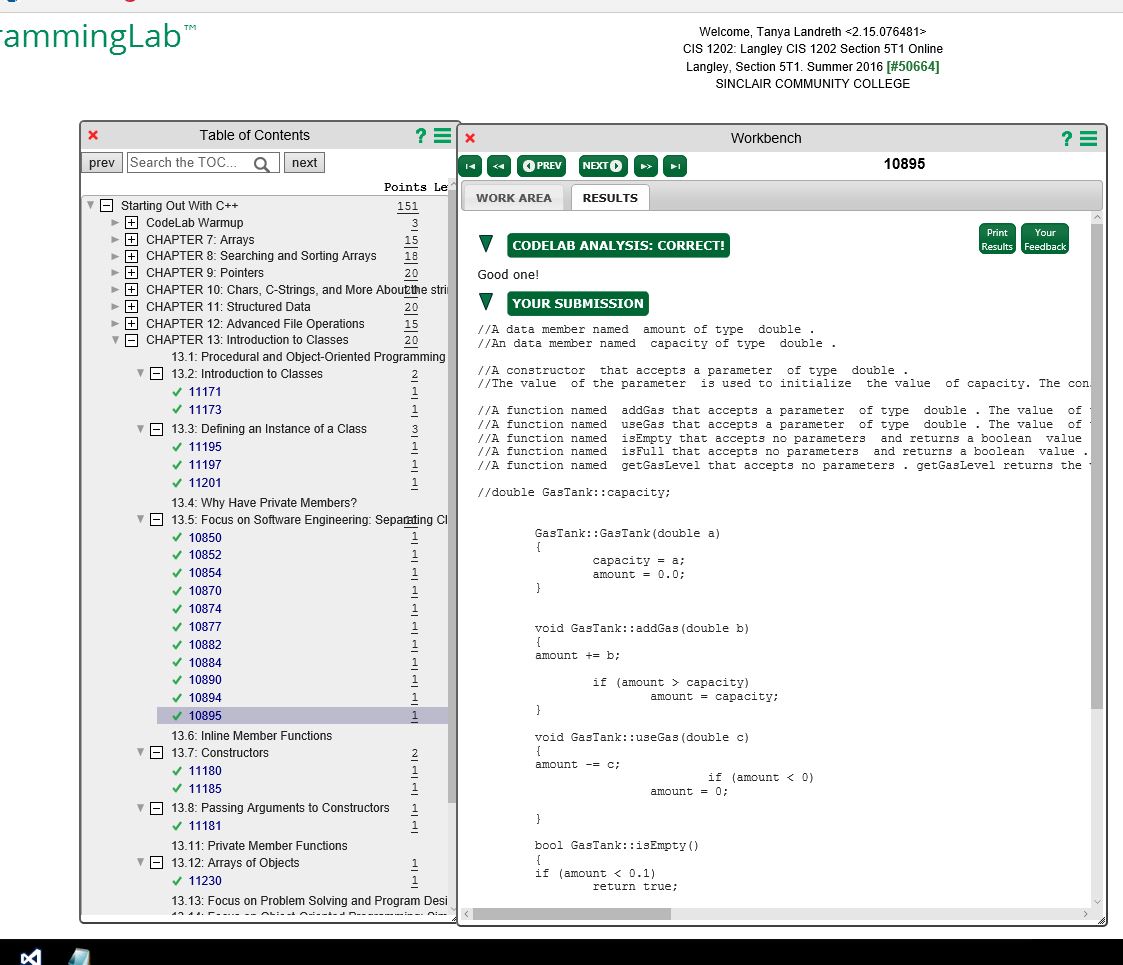 rammingLab™
Welcome, Tanya Landreth <2.15.076481>
CIS 1202: Langley CIS 1202 Section 5T1 Online
Langley, Section 5T1. Summer 2016 [#50664]
SINCLAIR COMMUNITY COLLEGE
Table of Contents
?
prev Search the TOC... next
Points Le
Starting Out With C++ 151
CodeLab Warmup 3
CHAPTER 7: Arrays 15
CHAPTER 8: Searching and Sorting Arrays 18
CHAPTER 9: Pointers 20
CHAPTER 10: Chars, C-Strings, and More About the stri
CHAPTER 11: Structured Data 20
CHAPTER 12: Advanced File Operations 15
CHAPTER 13: Introduction to Classes 20
13.1: Procedural and Object-Oriented Programming
13.2: Introduction to Classes 2
11171 1
11173 1
13.3: Defining an Instance of a Class 3
11195 1
11197 1
11201 1
13.4: Why Have Private Members?
13.5: Focus on Software Engineering: Separating Cl
10850 1
10852 1
10854 1
10870 1
10874 1
10877 1
10882 1
10884 1
10890 1
10894 1
10895 1
13.6: Inline Member Functions
13.7: Constructors 2
11180 1
11185 1
13.8: Passing Arguments to Constructors 1
11181 1
13.11: Private Member Functions
13.12: Arrays of Objects 1
11230 1
13.13: Focus on Problem Solving and Program Desi
Workbench
?
PREV NEXT 10895
WORK AREA RESULTS
CODELAB ANALYSIS: CORRECT!
Print Results
Your Feedback
Good one!
YOUR SUBMISSION
//A data member named  amount of type  double .
//An data member named  capacity of type  double .
//A constructor  that accepts a parameter  of type  double .
//The value  of the parameter  is used to initialize  the value  of capacity. The con
//A function named  addGas that accepts a parameter  of type  double . The value  of
//A function named  useGas that accepts a parameter  of type  double . The value  of
//A function named  isEmpty that accepts no parameters  and returns a boolean  value
//A function named  isFull that accepts no parameters  and returns a boolean  value .
//A function named  getGasLevel that accepts no parameters . getGasLevel returns the
//double GasTank::capacity;
GasTank::GasTank(double a)
{
capacity = a;
amount = 0.0;
}
void GasTank::addGas(double b)
{
amount += b;
if (amount > capacity)
amount = capacity;
}
void GasTank::useGas(double c)
{
amount -= c;
if (amount < 0)
amount = 0;
}
bool GasTank::isEmpty()
{
if (amount < 0.1)
return true;